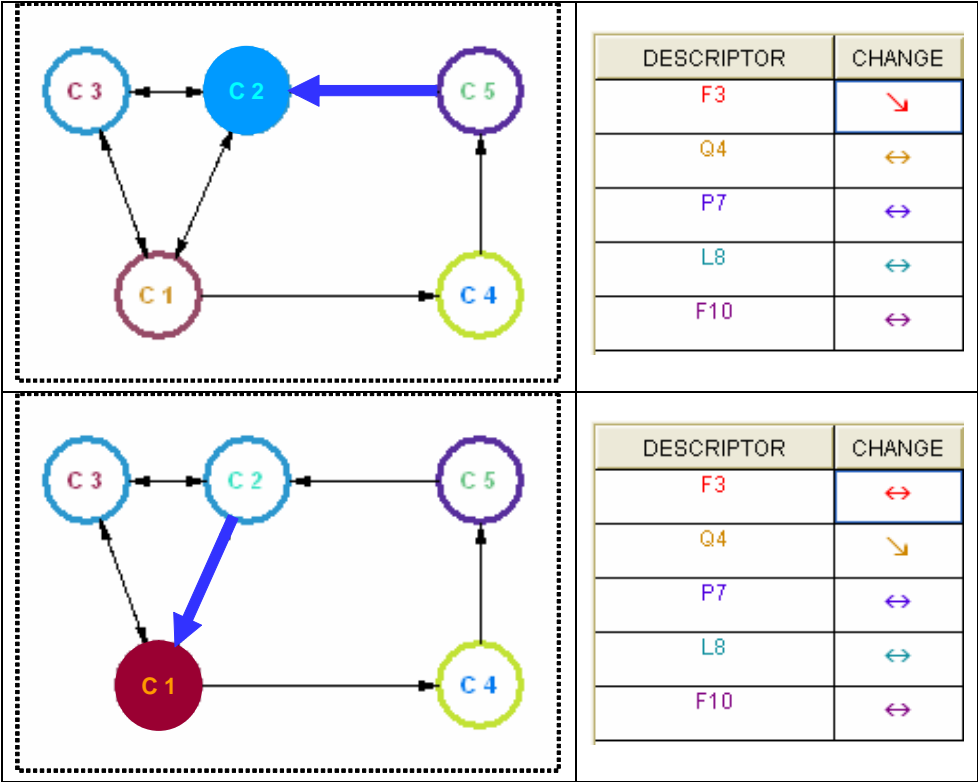 C 3
C 2
C 5
C 1
C 4
DESCRIPTOR CHANGE
F3 ↘
Q4 ↔
P7 ↔
L8 ↔
F10 ↔
C 3
C 2
C 5
C 1
C 4
DESCRIPTOR CHANGE
F3 ↔
Q4 ↘
P7 ↔
L8 ↔
F10 ↔